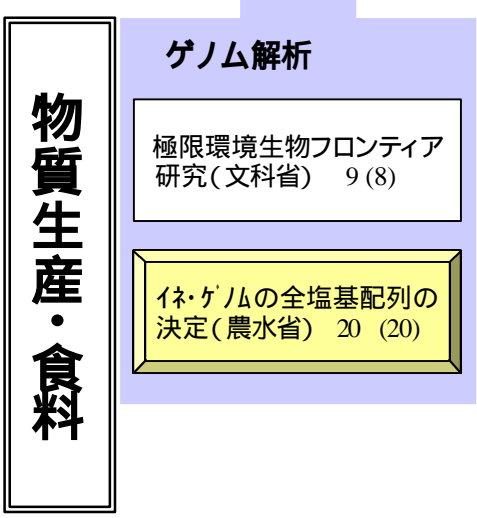 物質生産・食料
ゲノム解析
極限環境生物フロンティア
研究(文科省) 9 (8)
イネ・ゲノムの全塩基配列の
決定(農水省) 20 (20)